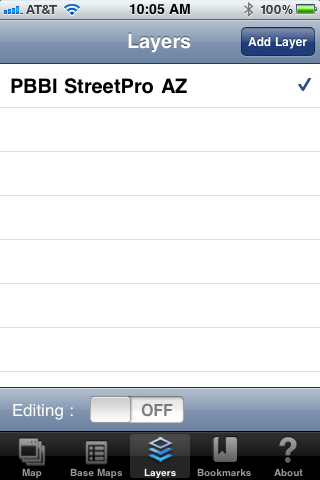 AT&T 10:05 AM 100%
Layers Add Layer
PBBI StreetPro AZ
Editing : OFF
Map Base Maps Layers Bookmarks About